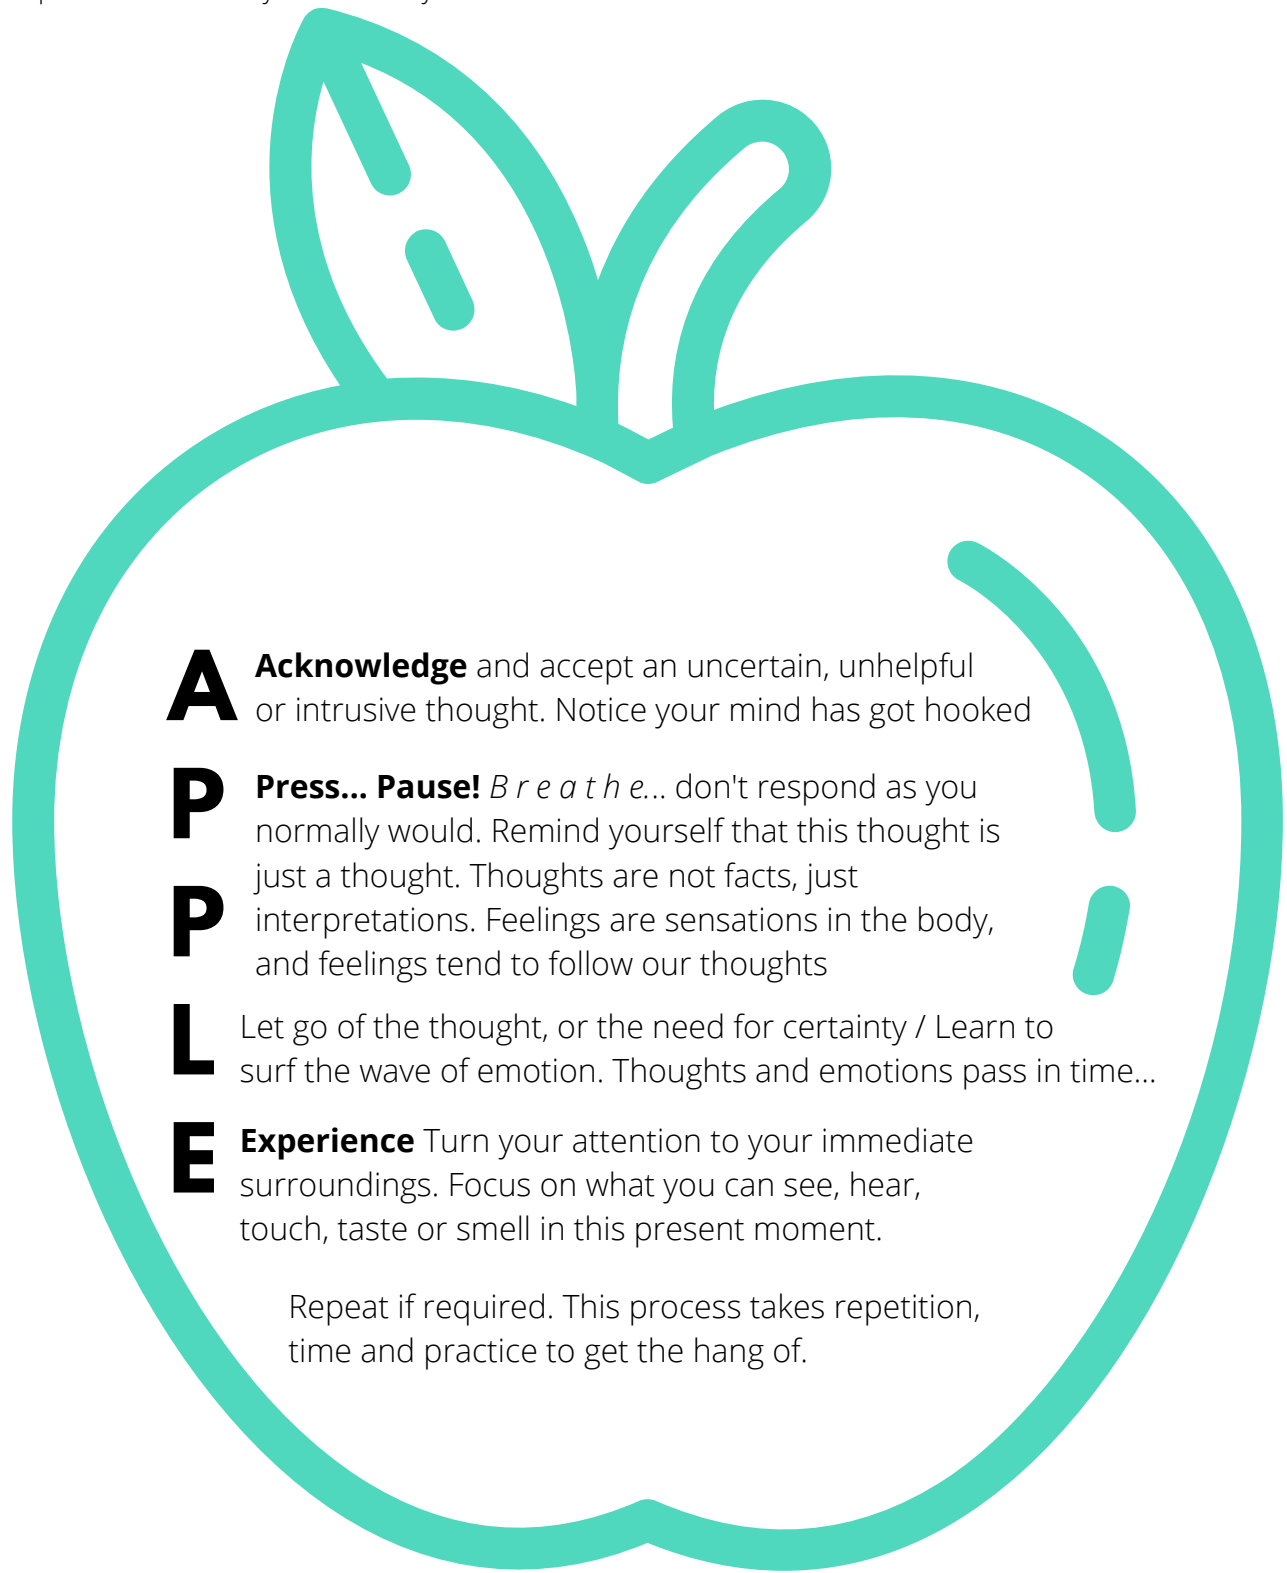 A
Acknowledge and accept an uncertain, unhelpful
or intrusive thought. Notice your mind has got hooked
P
Press... Pause! B r e a t h e... don't respond as you
normally would. Remind yourself that this thought is
just a thought. Thoughts are not facts, just
P
interpretations. Feelings are sensations in the body,
and feelings tend to follow our thoughts
L
Let go of the thought, or the need for certainty / Learn to
surf the wave of emotion. Thoughts and emotions pass in time...
E
Experience Turn your attention to your immediate
surroundings. Focus on what you can see, hear,
touch, taste or smell in this present moment.
Repeat if required. This process takes repetition,
time and practice to get the hang of.